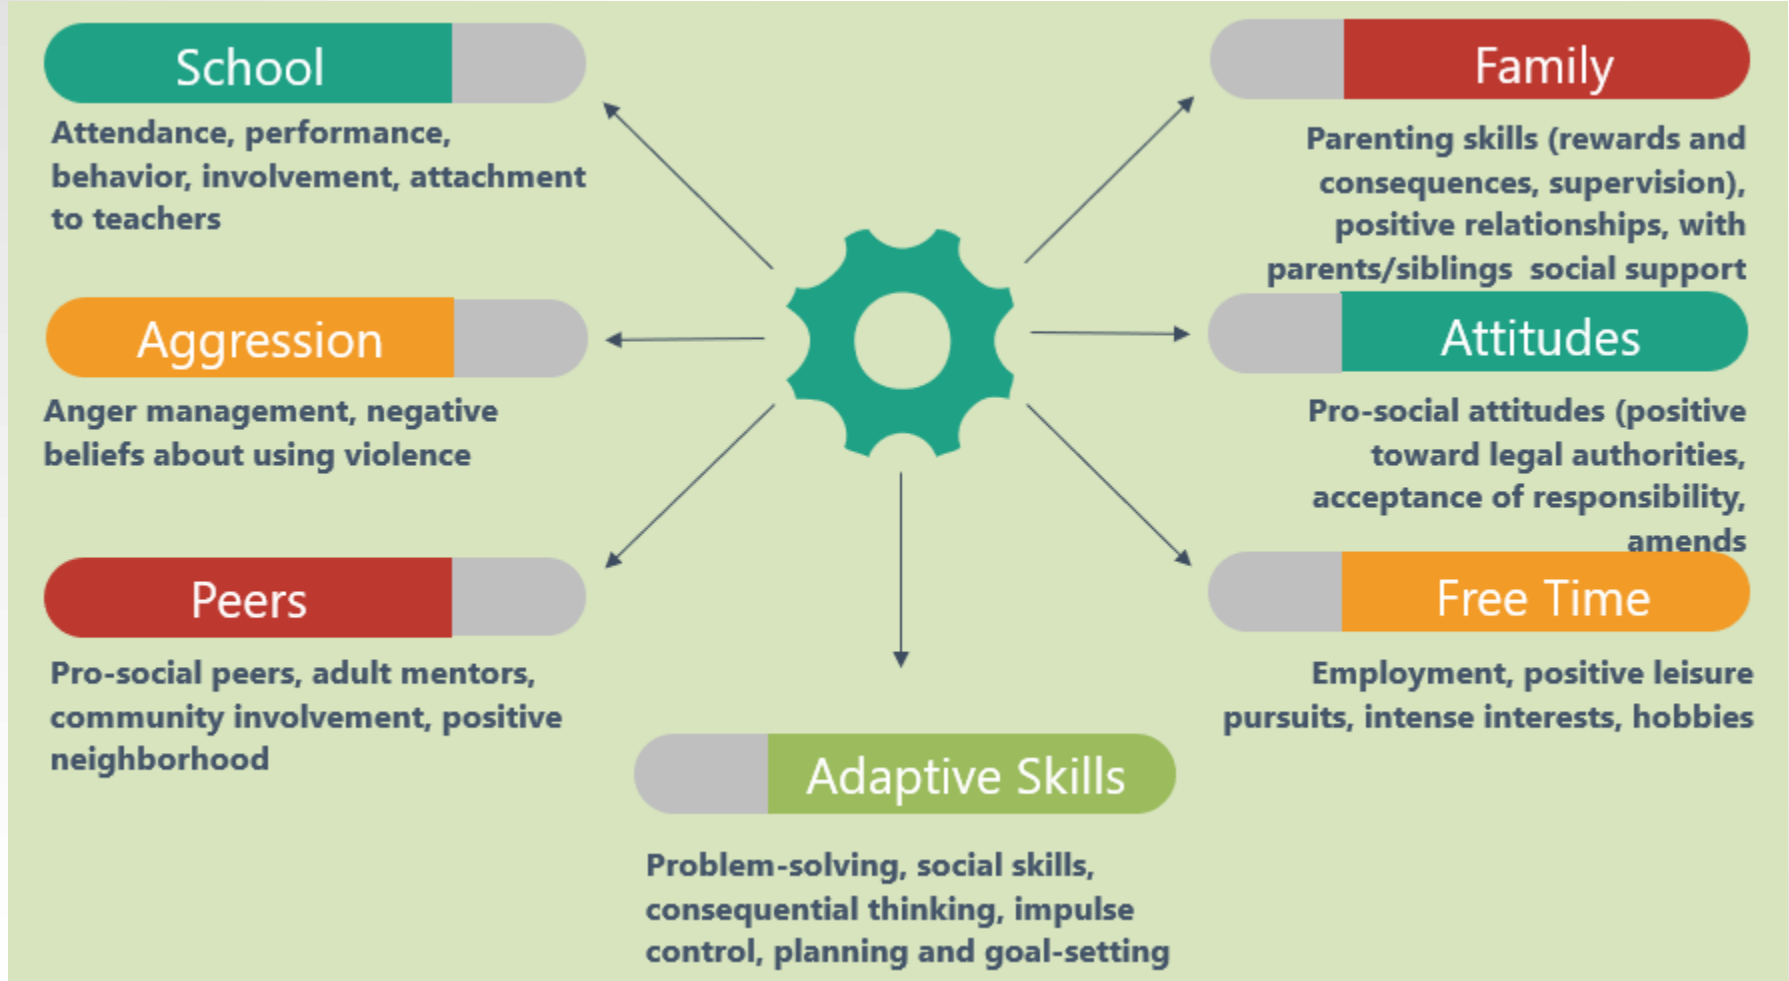 School
Attendance, performance,
behavior, involvement, attachment
to teachers
Aggression
Anger management, negative
beliefs about using violence
Peers
Pro-social peers, adult mentors,
community involvement, positive
neighborhood
Family
Parenting skills (rewards and
consequences, supervision),
positive relationships, with
parents/siblings  social support
Attitudes
Pro-social attitudes (positive
toward legal authorities,
acceptance of responsibility,
amends
Free Time
Employment, positive leisure
pursuits, intense interests, hobbies
Adaptive Skills
Problem-solving, social skills,
consequential thinking, impulse
control, planning and goal-setting